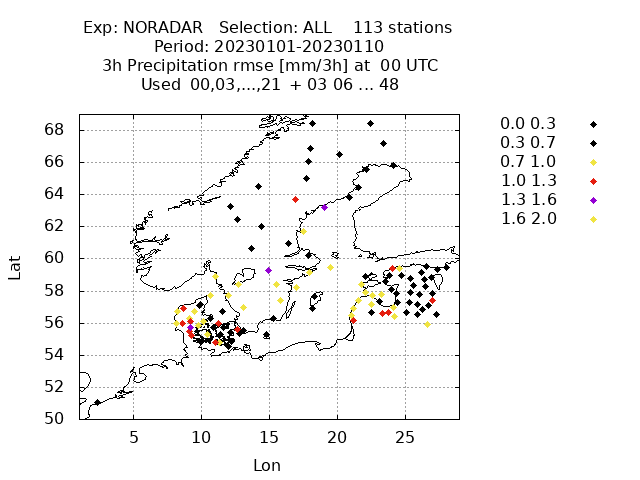 Exp: NORADAR Selection: ALL 113 stations
Period: 20230101-20230110
3h Precipitation rmse [mm/3h] at 00 UTC
Used 00,03,...,21 + 03 06 ... 48
0.0 0.3
0.3 0.7
0.7 1.0
1.0 1.3
1.3 1.6
1.6 2.0
Lat
68
66
64
62
60
58
56
54
52
50
5 10 15 20 25
Lon